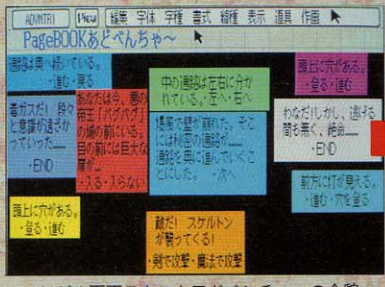 ADVNTR1 View 編集 字体 字種 書式 線種 表示 道具 作画
PageBOOKあどべんちゃ〜
通路は奥へ続いている。
・進む・戻る
毒ガスだ! 段々
と意識が遠ざか
っていった……
・END
あなたは今、悪の
帝王「バグバグ」
の城の前にいる。
目の前には巨大な
扉が…
・入る・入らない
中の通路は左右に分か
れている。・左へ・右へ
爆風で壁が崩れた。そこ
には秘密の通路が……
通路を奥に進んでいくこ
とにした。 ・次へ
頭上に穴がある。
・登る・進む
わなだ!しかし、逃げる
間も無く、絶命……
・END
前方に灯が見える。
・進む・穴を登る
頭上に穴がある。
・登る・進む
敵だ! スケルトン
が襲ってくる!
・剣で攻撃・魔法で攻撃